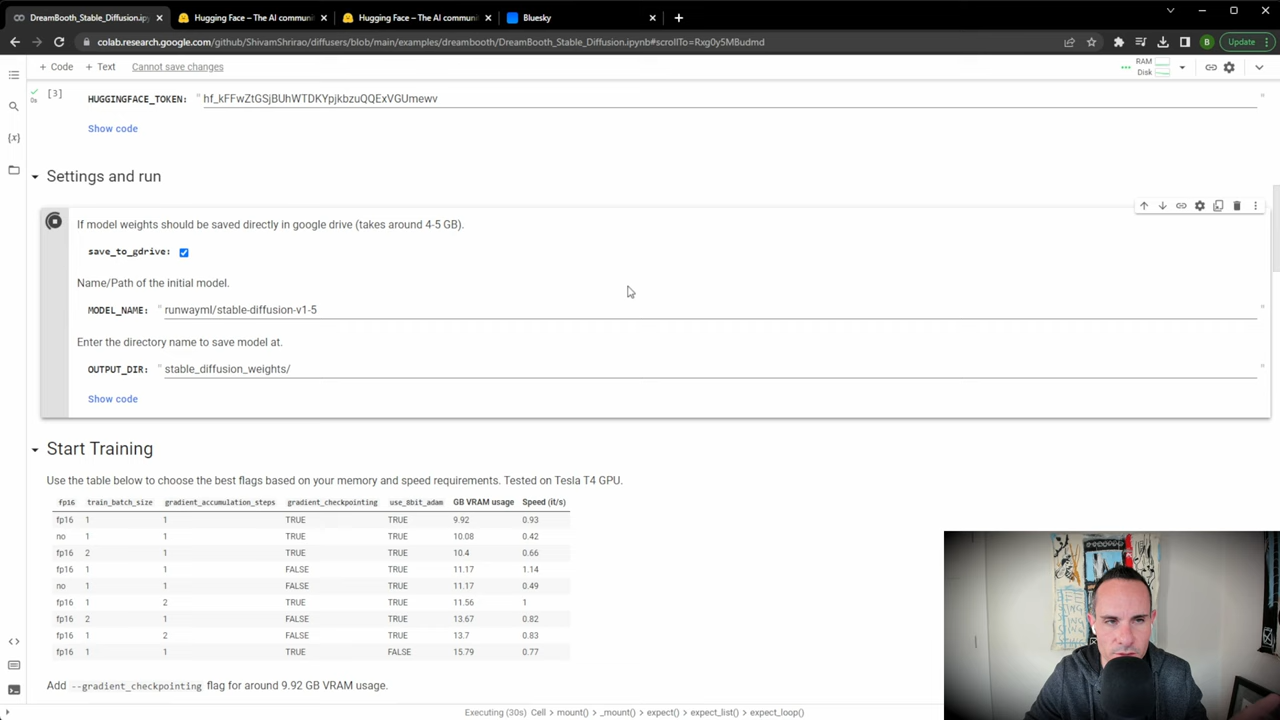 DreamBooth_Stable_Diffusion.ipyn
Hugging Face – The AI commun
Hugging Face – The AI commun
Bluesky
colab.research.google.com/github/ShivamShrirao/diffusers/blob/main/examples/dreambooth/DreamBooth_Stable_Diffusion.ipynb#scrollTo=Rxg0y5MBudmd
B
Update
+ Code
+ Text
Cannot save changes
RAM
Disk
[3]
0s
HUGGINGFACE_TOKEN: " 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 "
Show code
Settings and run
If model weights should be saved directly in google drive (takes around 4-5 GB).
save_to_gdrive:
Name/Path of the initial model.
MODEL_NAME: " runwayml/stable-diffusion-v1-5 "
Enter the directory name to save model at.
OUTPUT_DIR: " stable_diffusion_weights/ "
Show code
Start Training
Use the table below to choose the best flags based on your memory and speed requirements. Tested on Tesla T4 GPU.
fp16 train_batch_size gradient_accumulation_steps gradient_checkpointing use_8bit_adam GB VRAM usage Speed (it/s)
fp16 1 1 TRUE TRUE 9.92 0.93
no 1 1 TRUE TRUE 10.08 0.42
fp16 2 1 TRUE TRUE 10.4 0.66
fp16 1 1 FALSE TRUE 11.17 1.14
no 1 1 FALSE TRUE 11.17 0.49
fp16 1 2 TRUE TRUE 11.56 1
fp16 2 1 FALSE TRUE 13.67 0.82
fp16 1 2 FALSE TRUE 13.7 0.83
fp16 1 1 TRUE FALSE 15.79 0.77
Add --gradient_checkpointing flag for around 9.92 GB VRAM usage.
Executing (30s) Cell > mount() > _mount() > expect() > expect_list() > expect_loop()